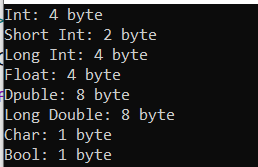 Int: 4 byte
Short Int: 2 byte
Long Int: 4 byte
Float: 4 byte
Dpuble: 8 byte
Long Double: 8 byte
Char: 1 byte
Bool: 1 byte